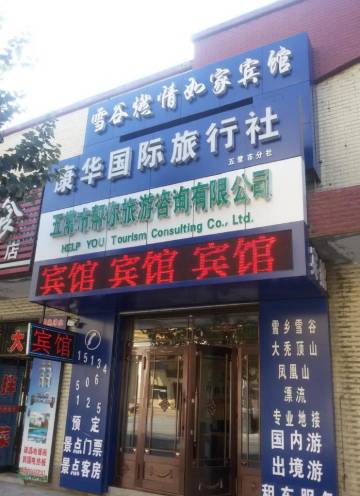 雪谷燃情如家宾馆
康华国际旅行社
五常市分社
五常市帮你旅游咨询有限公司
HELP YOU Tourism Consulting Co., Ltd.
宾馆 宾馆 宾馆
大
宾馆
店
预定
景点门票
景点客房
雪乡雪谷
大秃顶山
凤凰山
漂流
专业地接
国内游
出境游